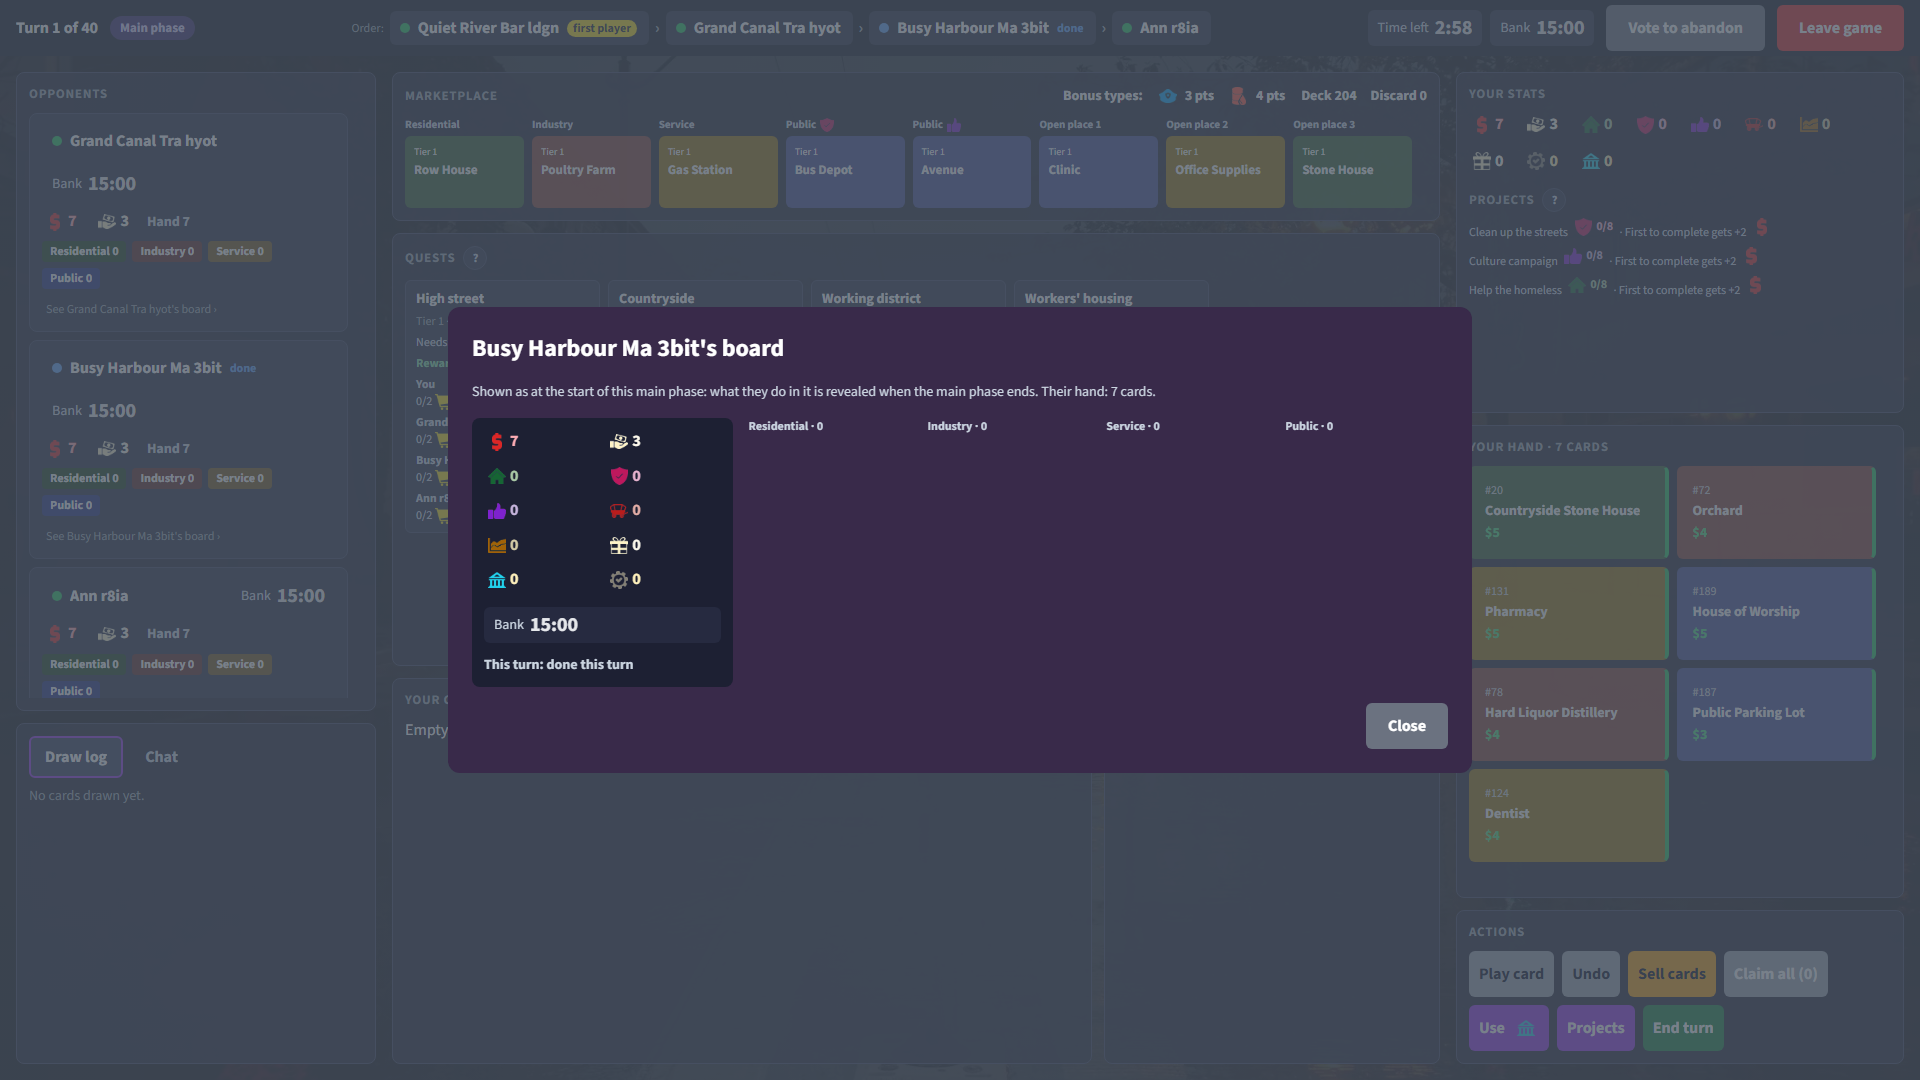 Turn 1 of 40 Main phase Order: Quiet River Bar ldgn first player › Grand Canal Tra hyot › Busy Harbour Ma 3bit done › Ann r8ia Time left 2:58 Bank 15:00 Vote to abandon Leave game
OPPONENTS
Grand Canal Tra hyot
Bank 15:00
7 3 Hand 7
Residential 0 Industry 0 Service 0
Public 0
See Grand Canal Tra hyot's board ›
Busy Harbour Ma 3bit done
Bank 15:00
7 3 Hand 7
Residential 0 Industry 0 Service 0
Public 0
See Busy Harbour Ma 3bit's board ›
Ann r8ia Bank 15:00
7 3 Hand 7
Residential 0 Industry 0 Service 0
Public 0
Draw log Chat
No cards drawn yet.
MARKETPLACE Bonus types: 3 pts 4 pts Deck 204 Discard 0
Residential Industry Service Public Public Open place 1 Open place 2 Open place 3
Tier 1 Tier 1 Tier 1 Tier 1 Tier 1 Tier 1 Tier 1 Tier 1
Row House Poultry Farm Gas Station Bus Depot Avenue Clinic Office Supplies Stone House
QUESTS ?
High street Countryside Working district Workers' housing
Tier 1
Needs
You
0/2
Grand
0/2
0/2
0/2
Empty
Busy Harbour Ma 3bit's board
Shown as at the start of this main phase: what they do in it is revealed when the main phase ends. Their hand: 7 cards.
7 3
0 0
0 0
0 0
0 0
Bank 15:00
This turn: done this turn
Residential · 0 Industry · 0 Service · 0 Public · 0
Close
YOUR STATS
7 3 0 0 0 0 0
0 0 0
PROJECTS ?
Clean up the streets 0/8 · First to complete gets +2
Culture campaign 0/8 · First to complete gets +2
Help the homeless 0/8 · First to complete gets +2
YOUR HAND · 7 CARDS
#20
Countryside Stone House
$5
#72
Orchard
$4
#131
Pharmacy
$5
#189
House of Worship
$5
#78
Hard Liquor Distillery
$4
#187
Public Parking Lot
$3
#124
Dentist
$4
ACTIONS
Play card Undo Sell cards Claim all (0)
Use Projects End turn